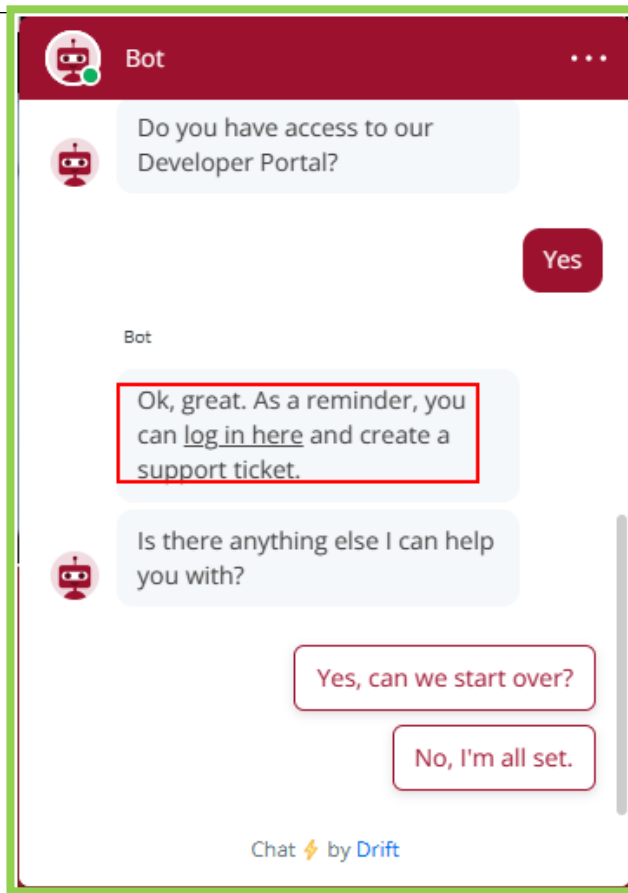 Bot
Do you have access to our
Developer Portal?
Yes
Bot
Ok, great. As a reminder, you
can log in here and create a
support ticket.
Is there anything else I can help
you with?
Yes, can we start over?
No, I'm all set.
Chat ⚡ by Drift